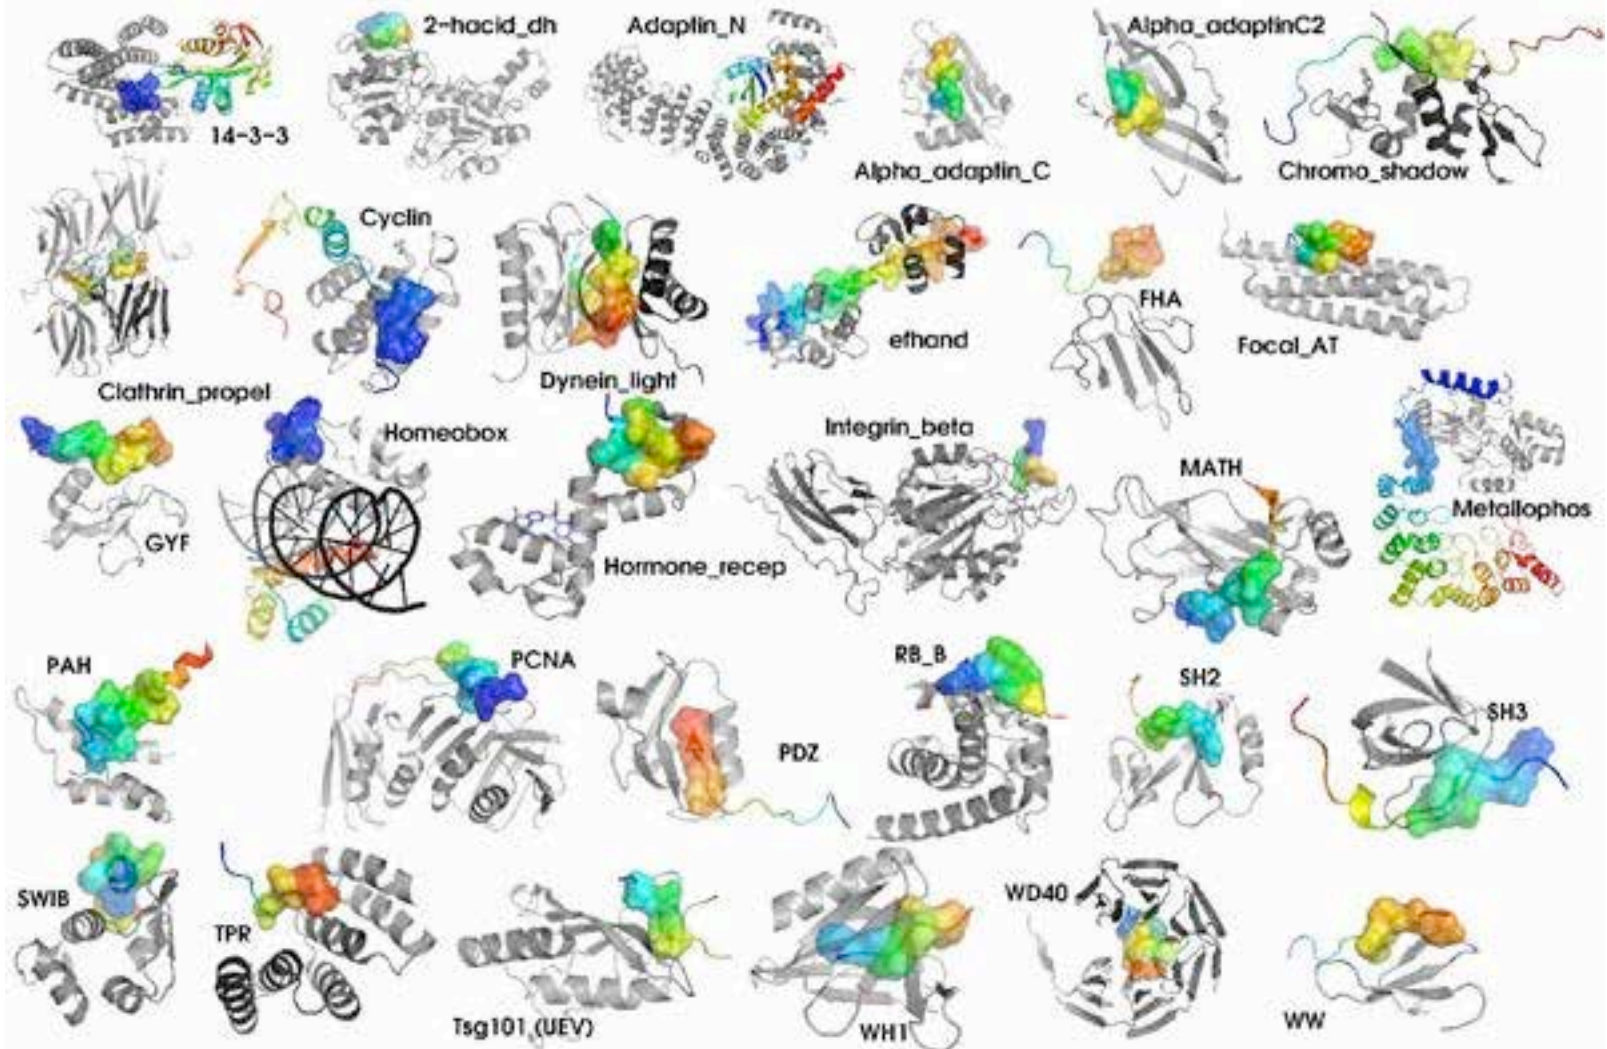 2-hacid_dh
Adaptin_N
Alpha_adaptinC2
14-3-3
Alpha_adaptin_C
Chromo_shadow
Cyclin
FHA
efhand
Focal_AT
Dynein_light
Clathrin_propel
Homeobox
Integrin_beta
MATH
Metallophos
GYF
Hormone_recep
PAH
PCNA
RB_B
SH2
SH3
PDZ
SWIB
WD40
TPR
Tsg101 (UEV)
WH1
WW